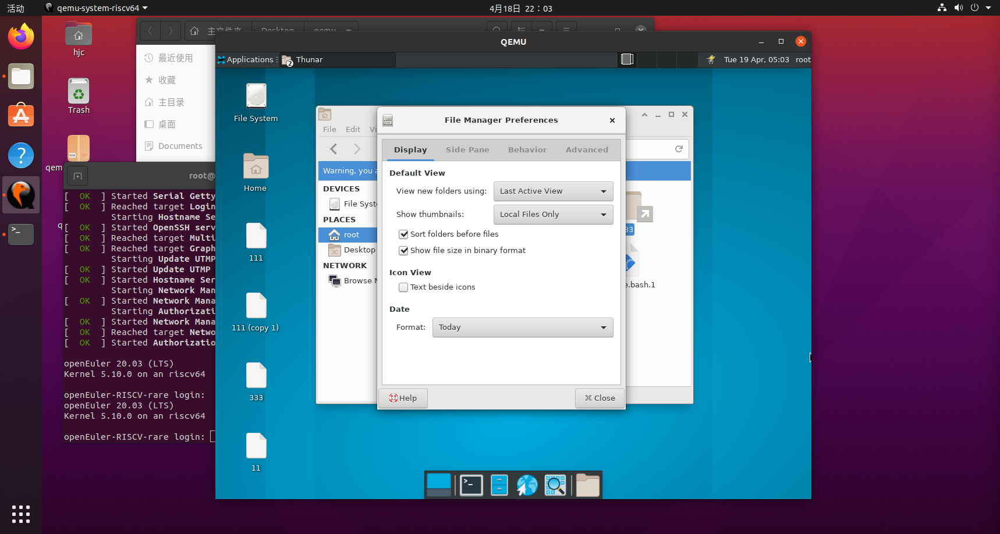 活动
qemu-system-riscv64
4月18日 22：03
hjc
Trash
qem
q
主文件夹
Desktop
qemu
最近使用
收藏
主目录
桌面
Documents
root@
[  OK  ] Started Serial Getty
[  OK  ] Reached target Login
Starting Hostname Se
[  OK  ] Started OpenSSH serv
[  OK  ] Reached target Multi
[  OK  ] Reached target Graph
Starting Update UTMP
[  OK  ] Started Update UTMP
[  OK  ] Started Hostname Ser
Starting Network Man
[  OK  ] Started Network Mana
Starting Authorizati
[  OK  ] Started Network Mana
[  OK  ] Reached target Netwo
[  OK  ] Started Authorizatio
openEuler 20.03 (LTS)
Kernel 5.10.0 on an riscv64
openEuler-RISCV-rare login:
openEuler 20.03 (LTS)
Kernel 5.10.0 on an riscv64
openEuler-RISCV-rare login:
QEMU
Applications
2
Thunar
Tue 19 Apr, 05:03
root
File System
Home
111
111 (copy 1)
333
11
File Edit Vi
Warning, you a
DEVICES
File Syst
PLACES
root
Desktop
NETWORK
Browse N
33
e.bash.1
File Manager Preferences
Display Side Pane Behavior Advanced
Default View
View new folders using: Last Active View
Show thumbnails: Local Files Only
Sort folders before files
Show file size in binary format
Icon View
Text beside icons
Date
Format: Today
Help
Close